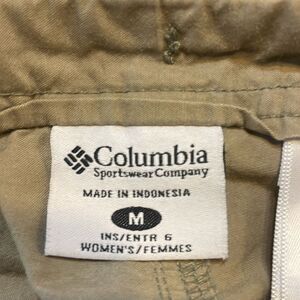 Columbia
Sportswear Company
MADE IN INDONESIA
M
INS/ENTR 6
WOMEN'S/FEMMES